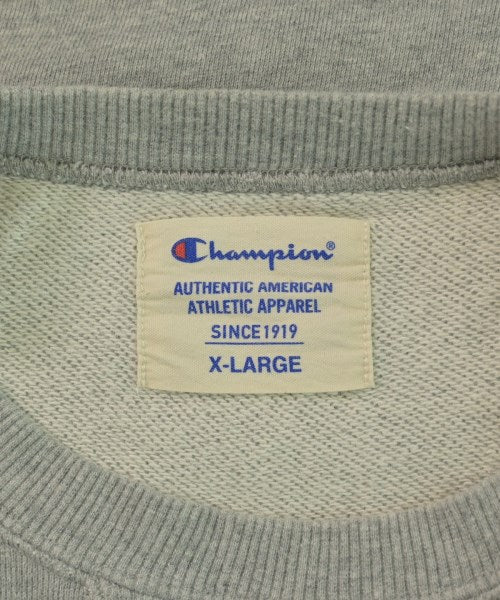 Champion®
AUTHENTIC AMERICAN
ATHLETIC APPAREL
SINCE 1919
X-LARGE